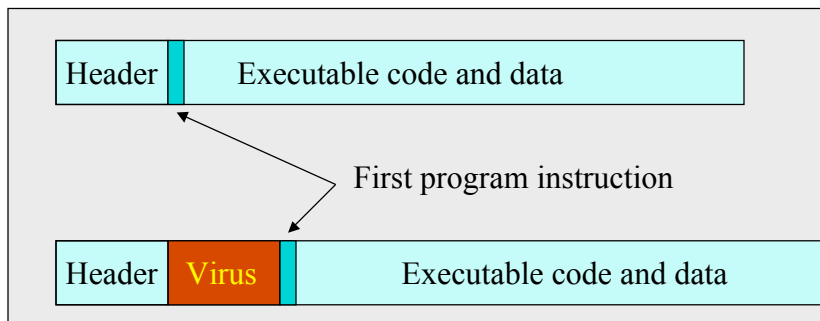 Header Executable code and data
First program instruction
Header Virus Executable code and data